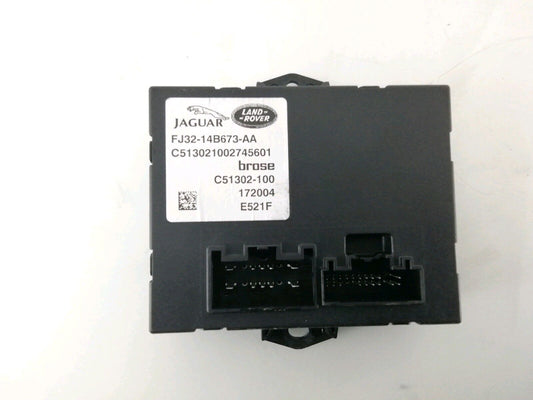 JAGUAR
LAND-
-ROVER
FJ32-14B673-AA
C513021002745601
brose
C51302-100
172004
E521F